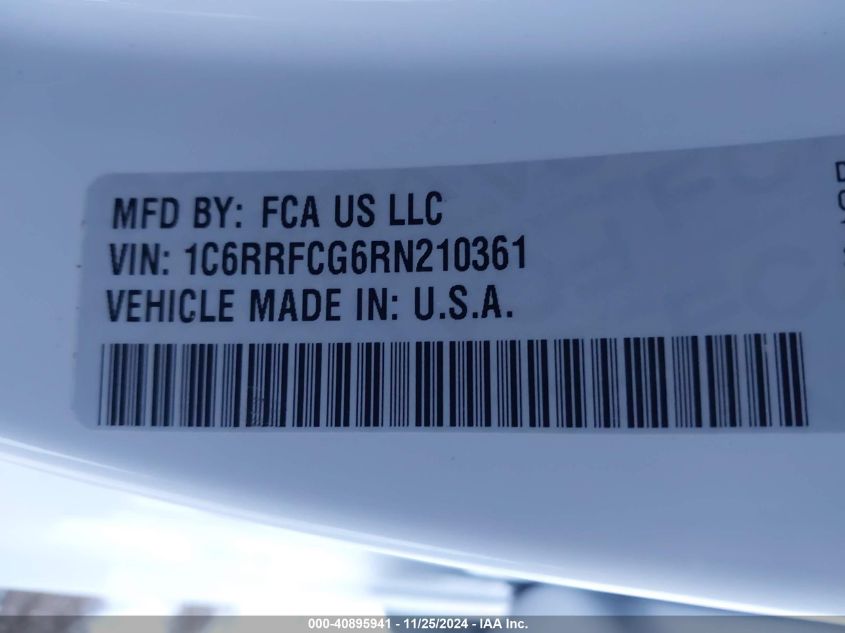 MFD BY: FCA US LLC
VIN: 1C6RRFCG6RN210361
VEHICLE MADE IN: U.S.A.
000-40895941 - 11/25/2024 - IAA Inc.